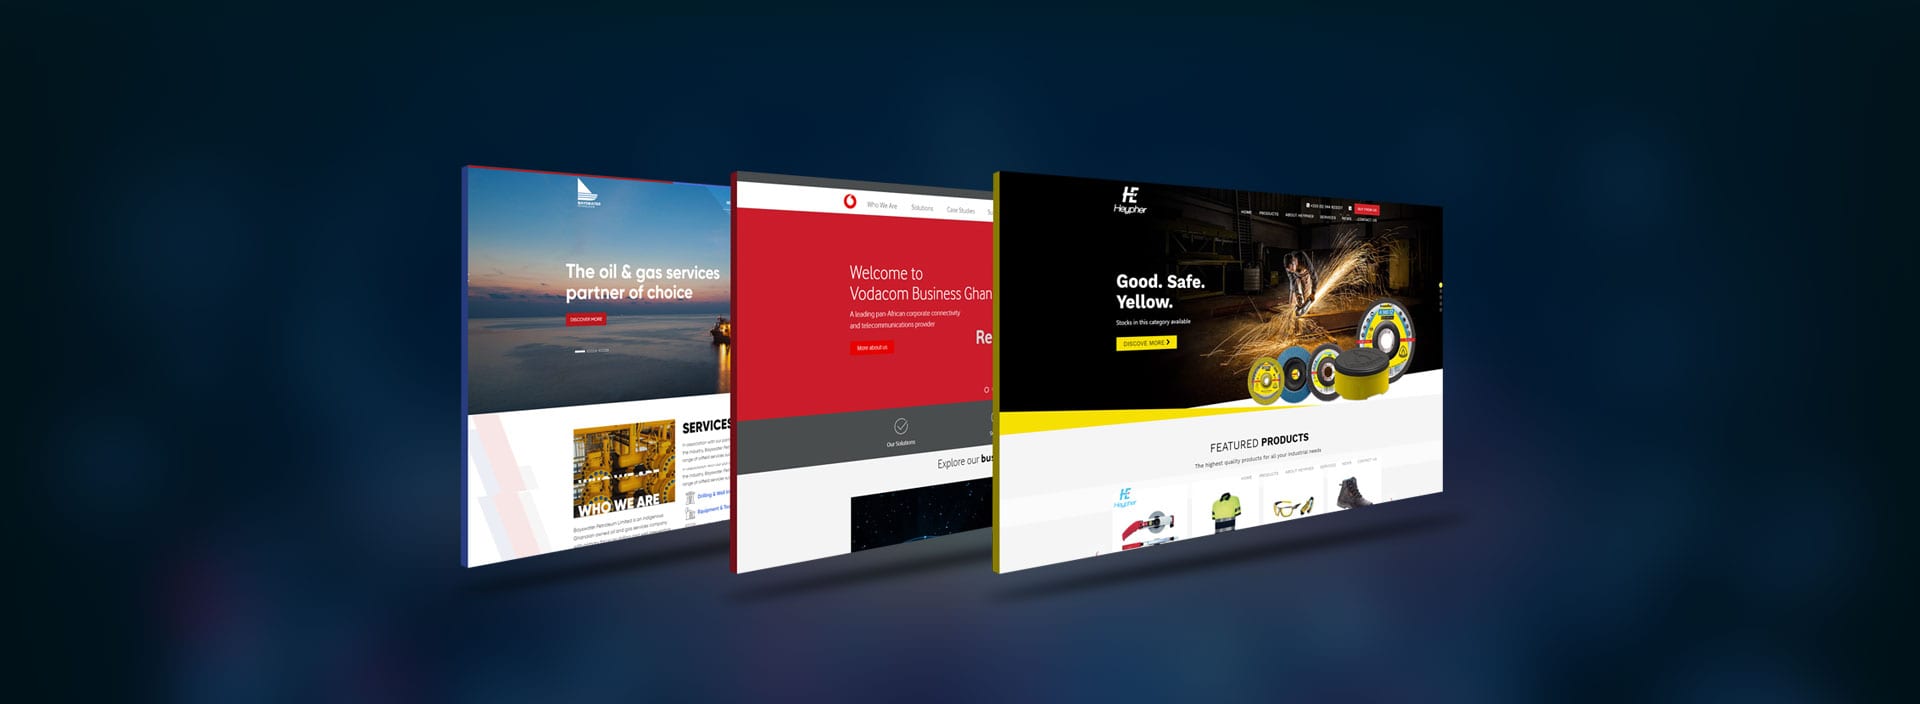 BAYSWATER
The oil & gas services
partner of choice
DISCOVER MORE
SERVICES
WHO WE ARE
Bayswater Petroleum Limited is an indigenous
Ghanaian owned oil and gas services company
Drilling & Well
Equipment &
Who We Are
Solutions
Case Studies
Welcome to
Vodacom Business Ghan
A leading pan African corporate connectivity
and telecommunications provider
More about us
Re
Our Solutions
Explore our bus
HE
Heypher
BUY FROM US
HOME
PRODUCTS
ABOUT HEYPHER
SERVICES
NEWS
CONTACT US
Good. Safe.
Yellow.
Stocks in this category available
DISCOVE MORE
FEATURED PRODUCTS
The highest quality products for all your industrial needs
HOME
PRODUCTS
ABOUT HEYPHER
SERVICES
NEWS
CONTACT US
HE
Heypher